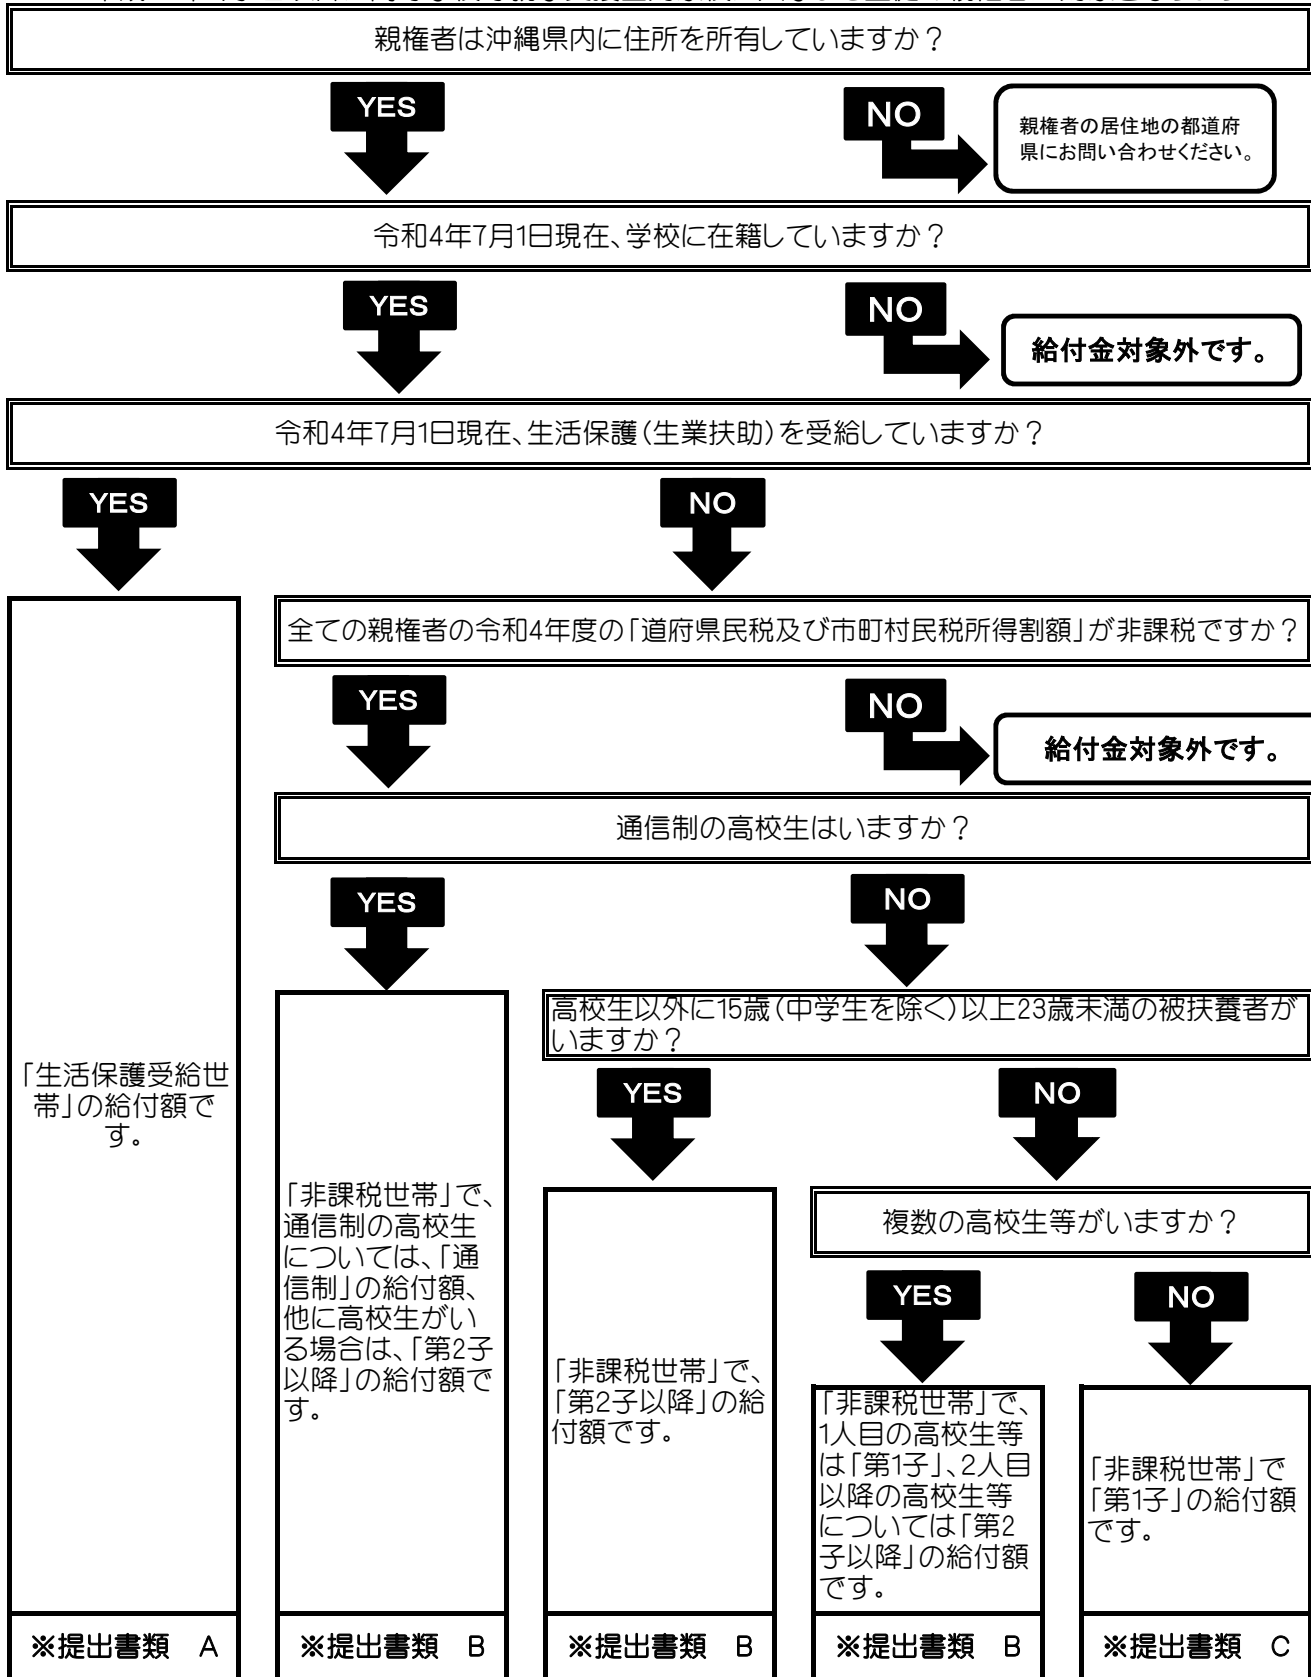 親権者は沖縄県内に住所を所有していますか？
YES
NO
親権者の居住地の都道府
県にお問い合わせください。
令和4年7月1日現在、学校に在籍していますか？
YES
NO
給付金対象外です。
令和4年7月1日現在、生活保護（生業扶助）を受給していますか？
YES
NO
全ての親権者の令和4年度の「道府県民税及び市町村民税所得割額」が非課税ですか？
YES
NO
給付金対象外です。
通信制の高校生はいますか？
YES
NO
高校生以外に15歳（中学生を除く）以上23歳未満の被扶養者が
いますか？
YES
NO
複数の高校生等がいますか？
YES
NO
「生活保護受給世
帯」の給付額で
す。
「非課税世帯」で、
通信制の高校生
については、「通
信制」の給付額、
他に高校生がい
る場合は、「第2子
以降」の給付額で
す。
「非課税世帯」で、
「第2子以降」の給
付額です。
「非課税世帯」で、
1人目の高校生等
は「第1子」、2人目
以降の高校生等
については「第2
子以降」の給付額
です。
「非課税世帯」で
「第1子」の給付額
です。
※提出書類　A
※提出書類　B
※提出書類　B
※提出書類　B
※提出書類　C